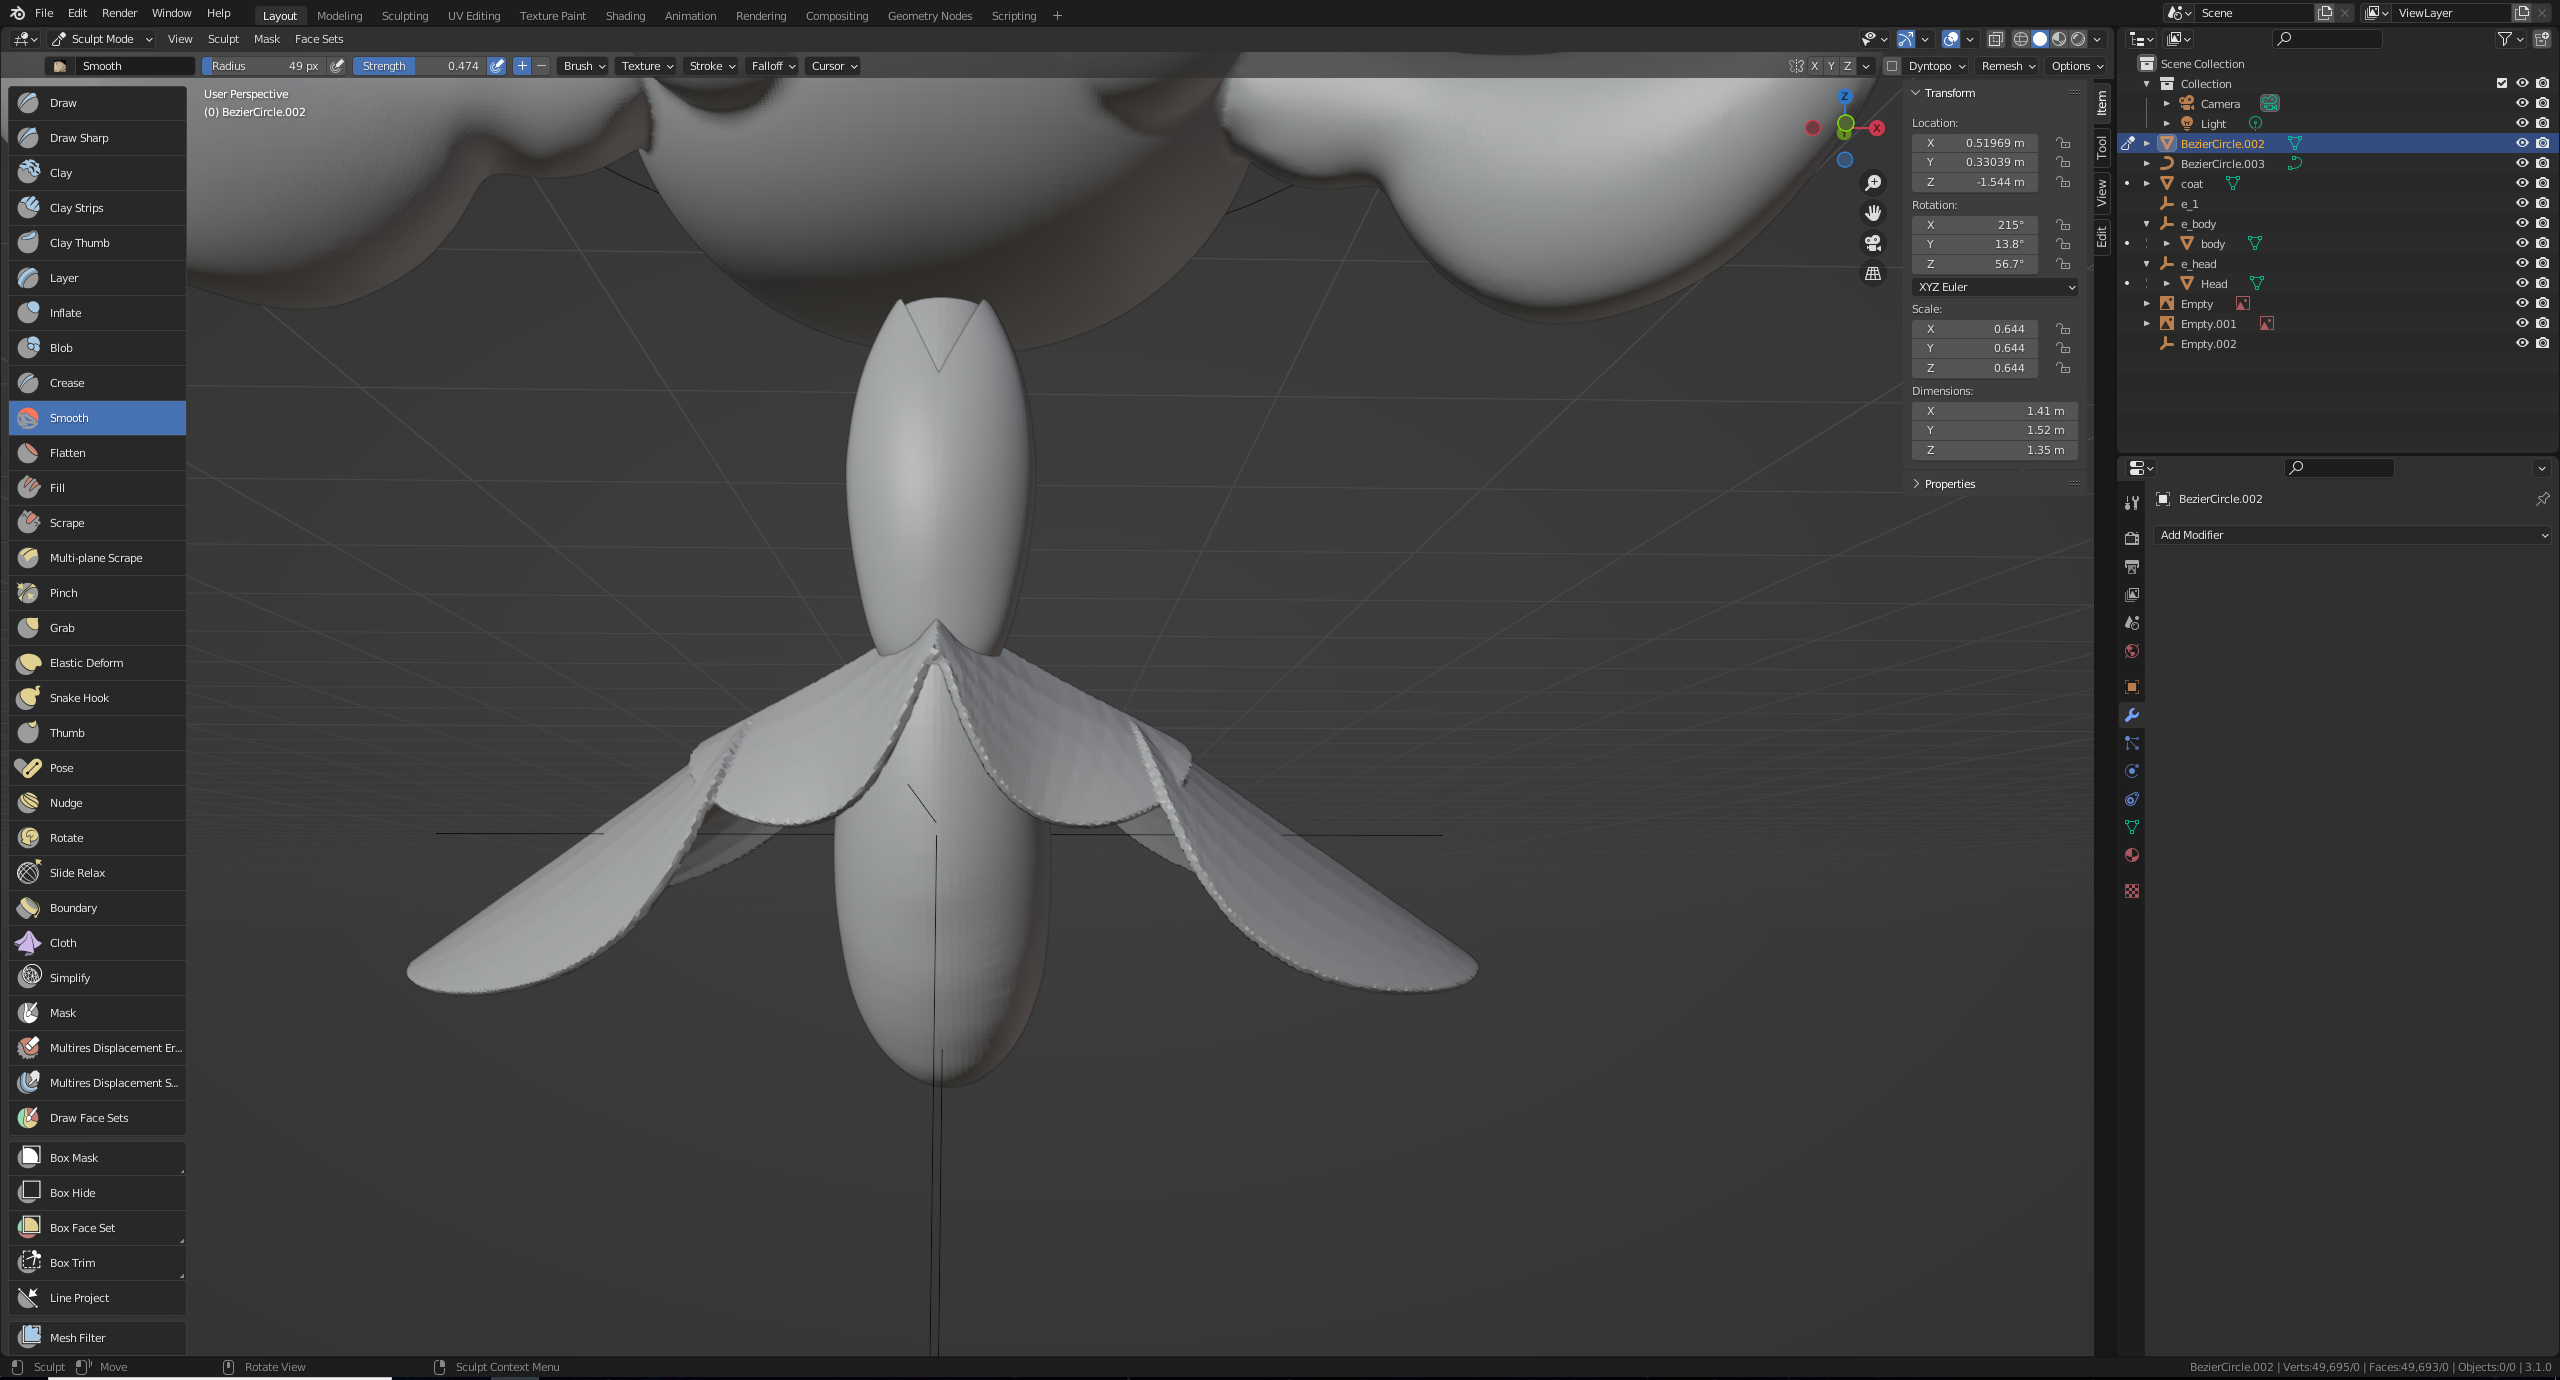 File Edit Render Window Help Layout Modeling Sculpting UV Editing Texture Paint Shading Animation Rendering Compositing Geometry Nodes Scripting + Scene ViewLayer
Sculpt Mode View Sculpt Mask Face Sets
Smooth Radius 49 px Strength 0.474 Brush Texture Stroke Falloff Cursor X Y Z Dyntopo Remesh Options
User Perspective
(0) BezierCircle.002
Draw
Draw Sharp
Clay
Clay Strips
Clay Thumb
Layer
Inflate
Blob
Crease
Smooth
Flatten
Fill
Scrape
Multi-plane Scrape
Pinch
Grab
Elastic Deform
Snake Hook
Thumb
Pose
Nudge
Rotate
Slide Relax
Boundary
Cloth
Simplify
Mask
Multires Displacement Er...
Multires Displacement S...
Draw Face Sets
Box Mask
Box Hide
Box Face Set
Box Trim
Line Project
Mesh Filter
Z
X
Y
Transform
Location:
X 0.51969 m
Y 0.33039 m
Z -1.544 m
Rotation:
X 215°
Y 13.8°
Z 56.7°
XYZ Euler
Scale:
X 0.644
Y 0.644
Z 0.644
Dimensions:
X 1.41 m
Y 1.52 m
Z 1.35 m
Properties
Item
Tool
View
Edit
Scene Collection
Collection
Camera
Light
BezierCircle.002
BezierCircle.003
coat
e_1
e_body
body
e_head
Head
Empty
Empty.001
Empty.002
BezierCircle.002
Add Modifier
Sculpt Move Rotate View Sculpt Context Menu
BezierCircle.002 | Verts:49,695/0 | Faces:49,693/0 | Objects:0/0 | 3.1.0